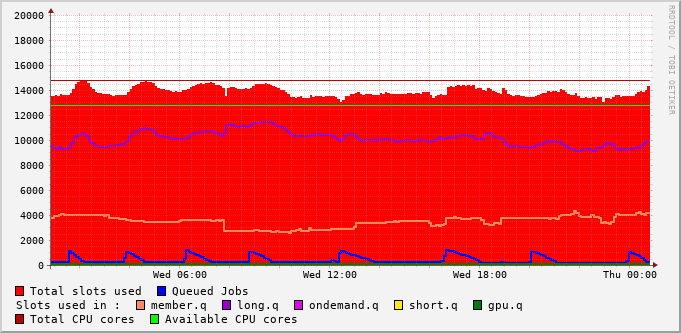 RRDTOOL / TOBI OETIKER
20000
18000
16000
14000
12000
10000
8000
6000
4000
2000
0
Wed 06:00 Wed 12:00 Wed 18:00 Thu 00:00
Total slots used Queued Jobs
Slots used in : member.q long.q ondemand.q short.q gpu.q
Total CPU cores Available CPU cores